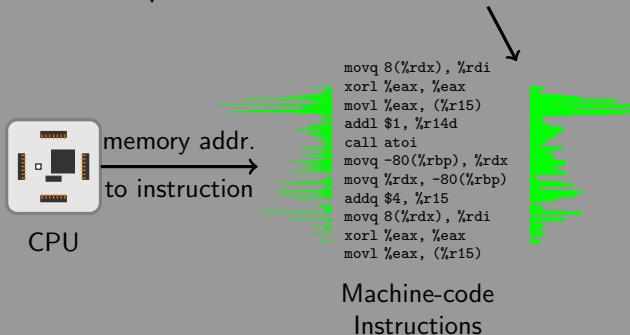 movq 8(%rdx), %rdi
xorl %eax, %eax
movl %eax, (%r15)
addl $1, %r14d
call atoi
movq -80(%rbp), %rdx
movq %rdx, -80(%rbp)
addq $4, %r15
movq 8(%rdx), %rdi
xorl %eax, %eax
movl %eax, (%r15)
memory addr.
to instruction
CPU
Machine-code
Instructions